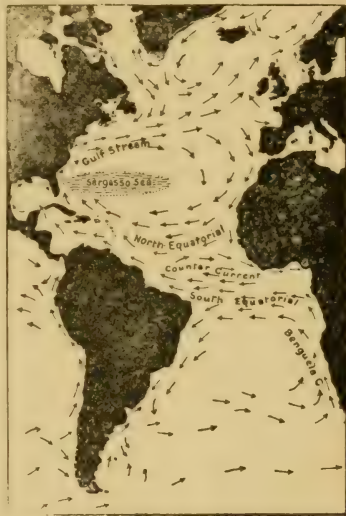 Gulf Stream
Sargasso Sea
North Equatorial
Counter Current
South Equatorial
Benguela C.